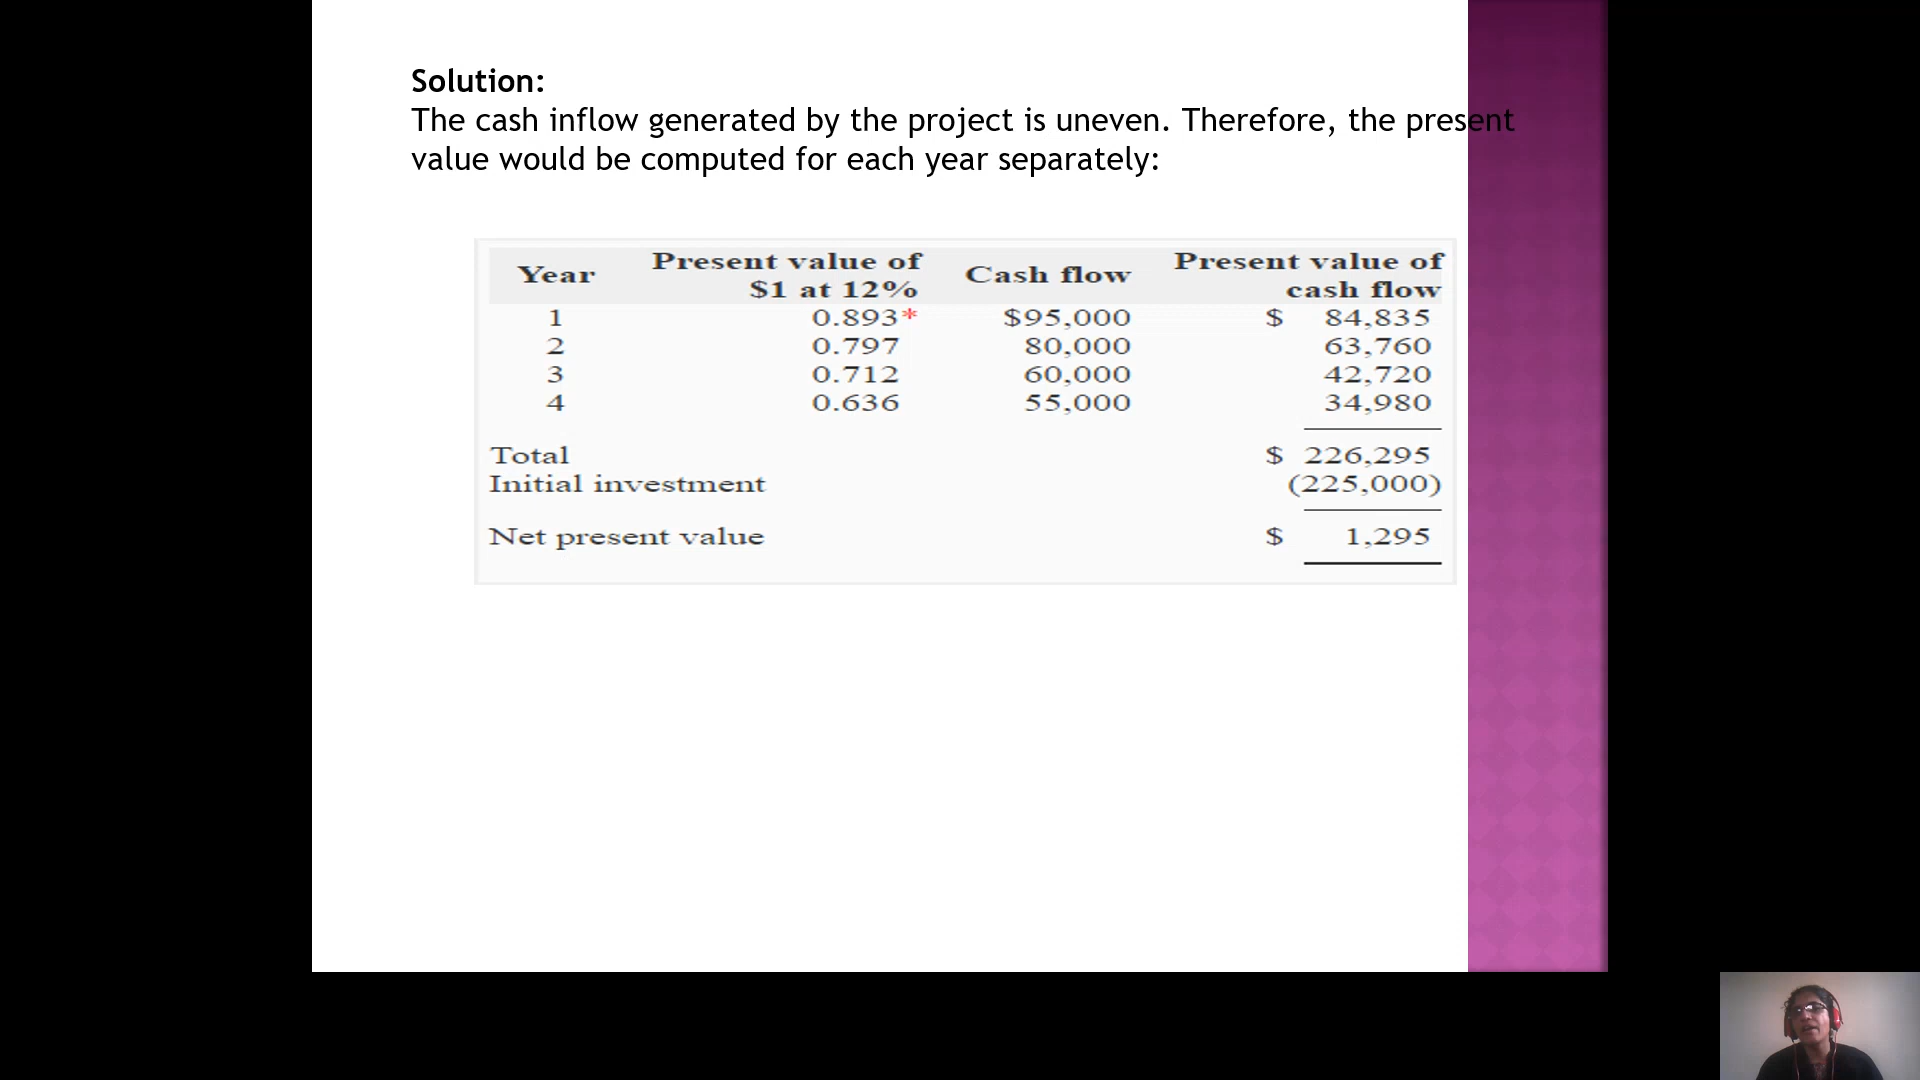 Solution:
The cash inflow generated by the project is uneven. Therefore, the present
value would be computed for each year separately:
Year Present value of $1 at 12% Cash flow Present value of cash flow
1 0.893* $95,000 $ 84,835
2 0.797 80,000 63,760
3 0.712 60,000 42,720
4 0.636 55,000 34,980
Total $ 226,295
Initial investment (225,000)
Net present value $ 1,295